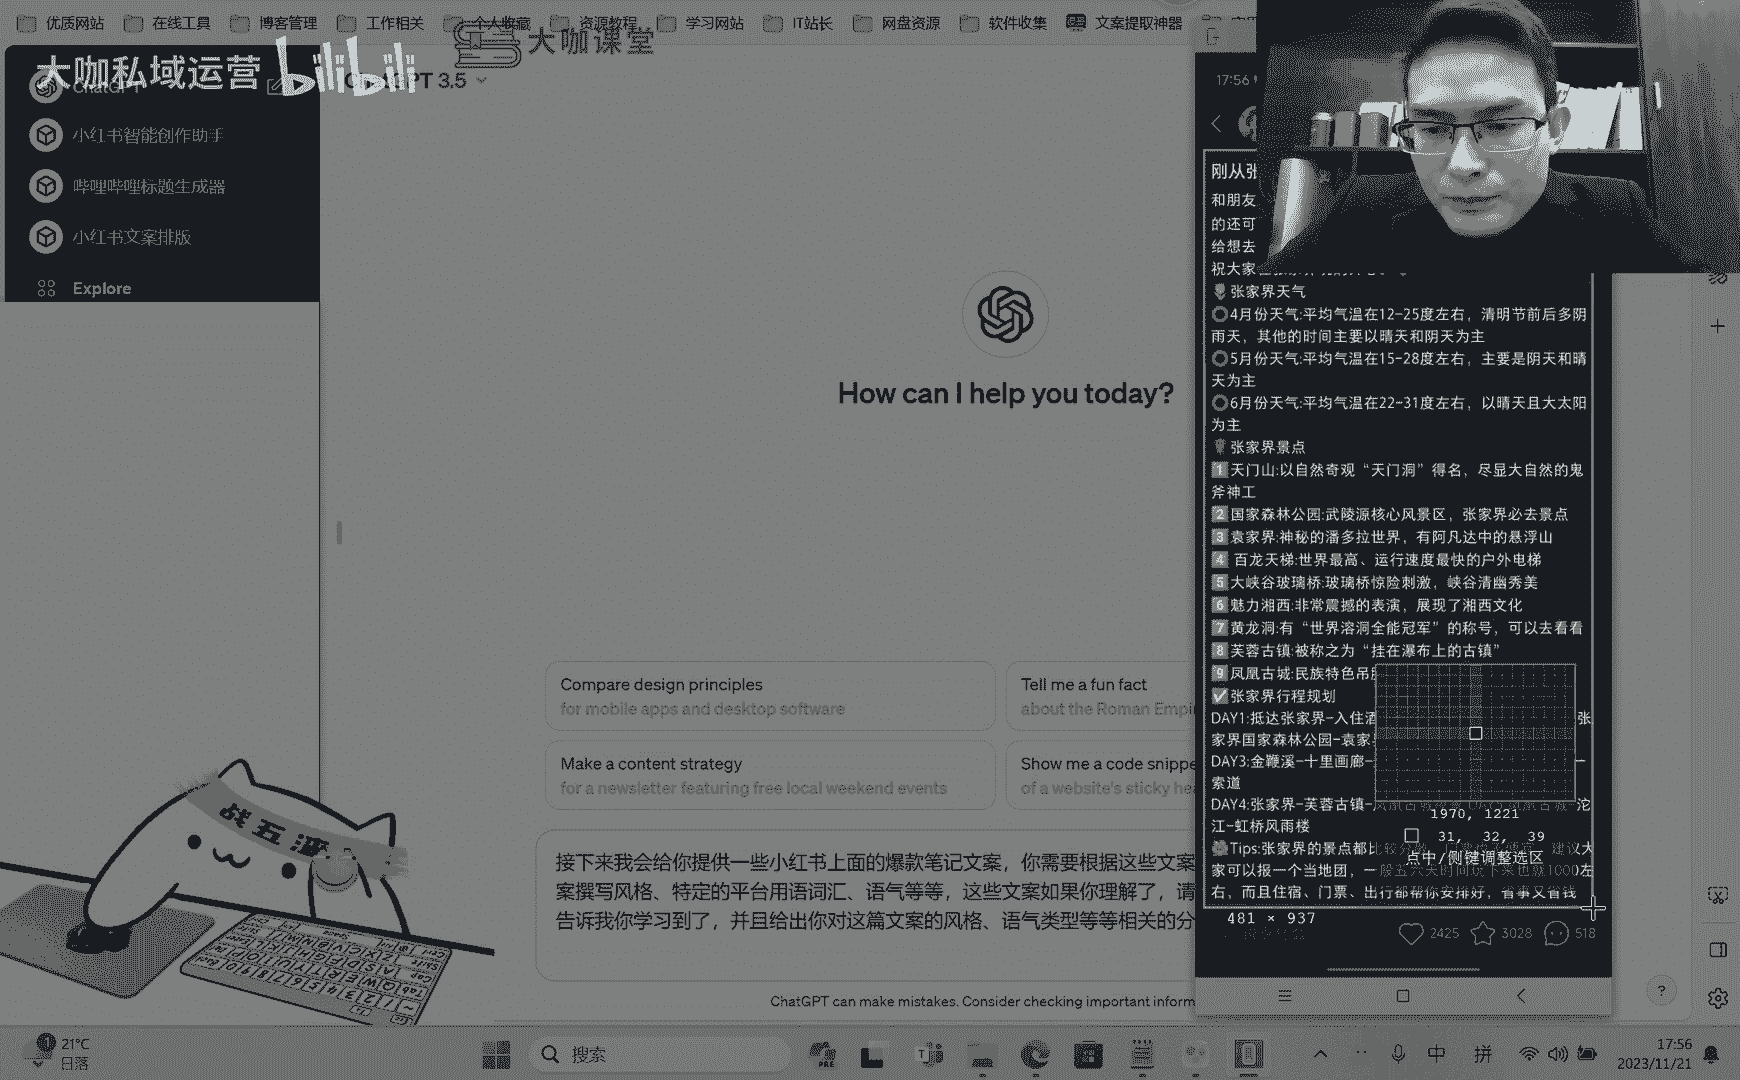 优质网站
在线工具
博客管理
工作相关
个人收藏
资源教程
学习网站
IT站长
网盘资源
软件收集
文案提取神器
大咖私域运营 bilibili
大咖课堂
ChatGPT
PT 3.5
小红书智能创作助手
哔哩哔哩标题生成器
小红书文案排版
Explore
How can I help you today?
Compare design principles
for mobile apps and desktop software
Tell me a fun fact
about the Roman Empi
Make a content strategy
for a newsletter featuring free local weekend events
Show me a code snippe
of a website's sticky hea
接下来我会给你提供一些小红书上面的爆款笔记文案，你需要根据这些文案
案撰写风格、特定的平台用语词汇、语气等等，这些文案如果你理解了，请
告诉我你学习到了，并且给出你对这篇文案的风格、语气类型等等相关的分
ChatGPT can make mistakes. Consider checking important inform
17:56
刚从张
和朋友
的还可
给想去
祝大家
张家界天气
4月份天气:平均气温在12-25度左右，清明节前后多阴
雨天，其他的时间主要以晴天和阴天为主
5月份天气:平均气温在15-28度左右，主要是阴天和晴
天为主
6月份天气:平均气温在22-31度左右，以晴天且大太阳
为主
张家界景点
1 天门山:以自然奇观“天门洞”得名，尽显大自然的鬼
斧神工
2 国家森林公园:武陵源核心风景区，张家界必去景点
3 袁家界:神秘的潘多拉世界，有阿凡达中的悬浮山
4 百龙天梯:世界最高、运行速度最快的户外电梯
5 大峡谷玻璃桥:玻璃桥惊险刺激，峡谷清幽秀美
6 魅力湘西:非常震撼的表演，展现了湘西文化
7 黄龙洞:有“世界溶洞全能冠军”的称号，可以去看看
8 芙蓉古镇:被称之为“挂在瀑布上的古镇”
9 凤凰古城:民族特色吊
张家界行程规划
DAY1:抵达张家界-入住酒 张
家界国家森林公园-袁家
DAY3:金鞭溪-十里画廊-
索道
DAY4:张家界-芙蓉古镇- 沱
江-虹桥风雨楼
1970, 1221
31, 32, 39
点中/侧键调整选区
Tips:张家界的景点都比 建议大
家可以报一个当地团，一 1000左
右，而且住宿、门票、出行都帮你安排好，省事又省钱
481 × 937
2425
3028
518
战五渣
1
21°C
日落
搜索
PRE
中
拼
17:56
2023/11/21